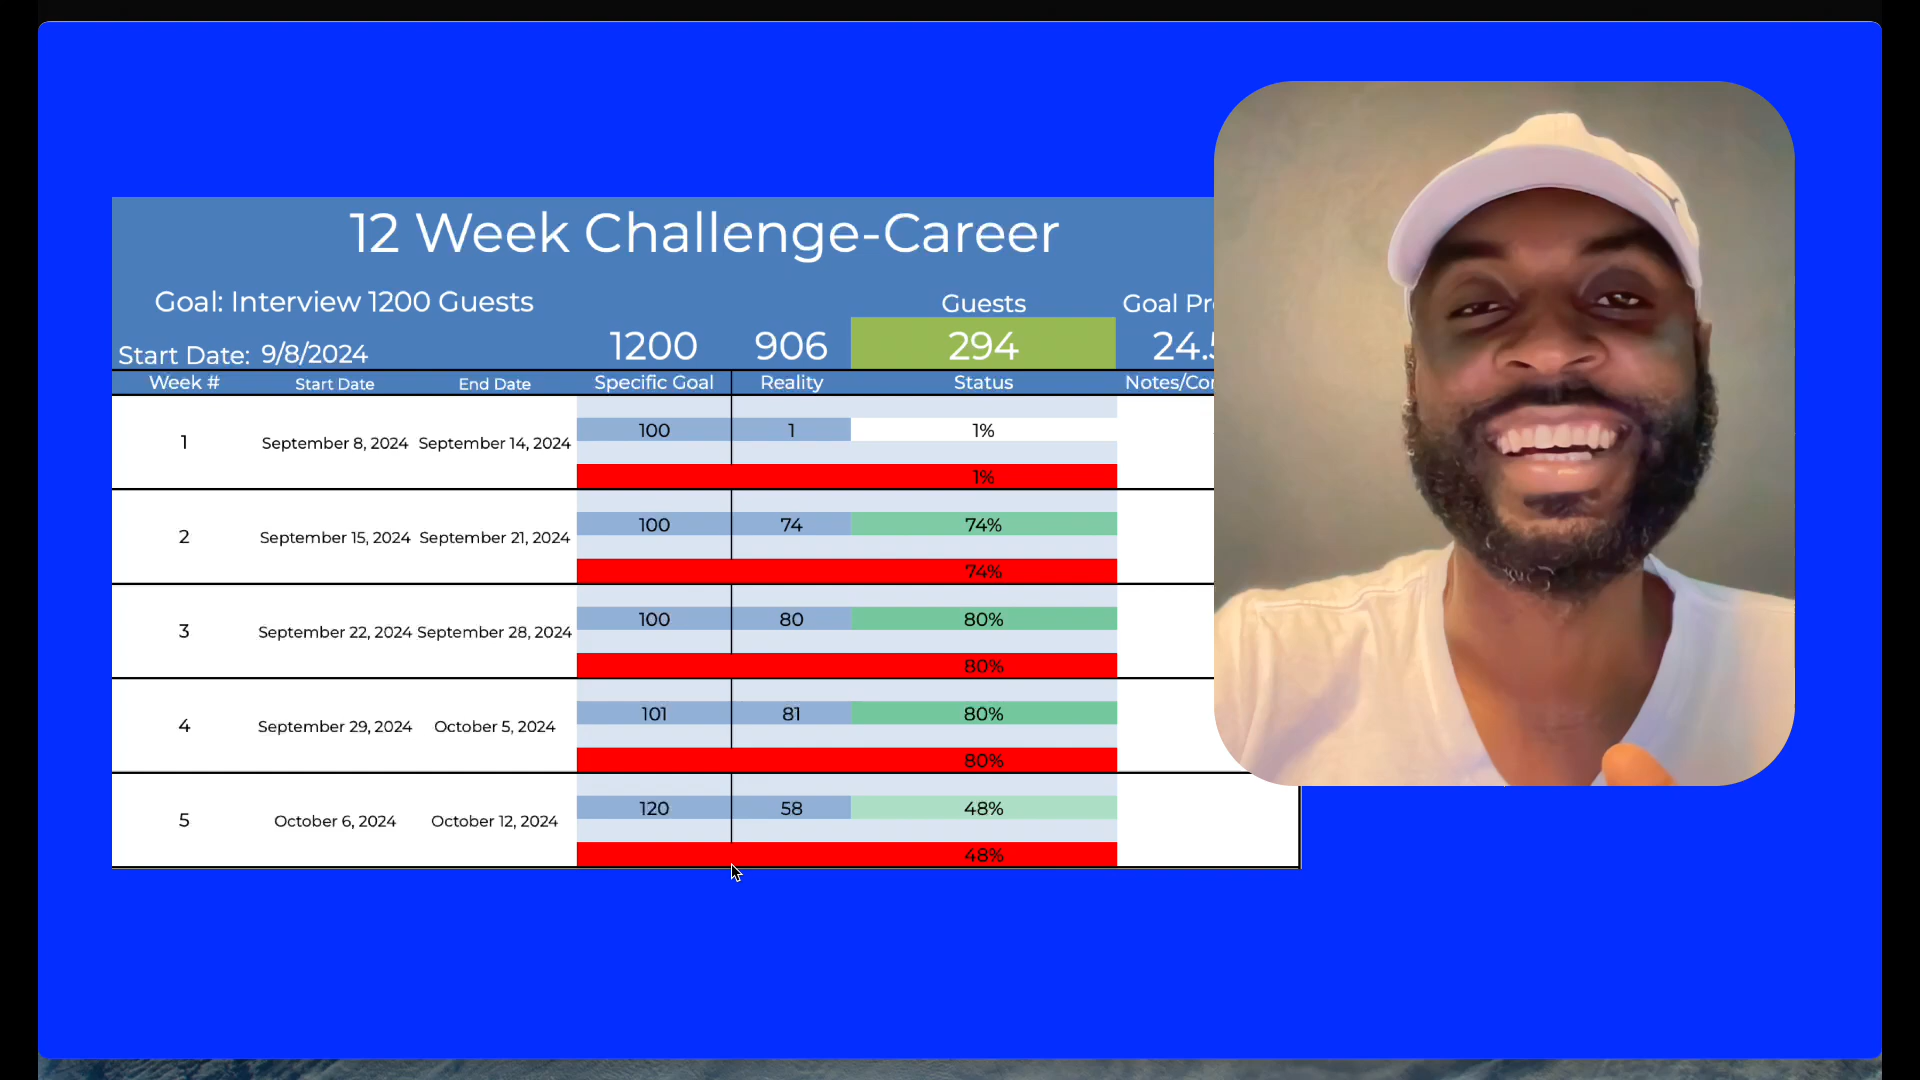 12 Week Challenge-Career
Goal: Interview 1200 Guests Guests Goal
Start Date: 9/8/2024 1200 906 294
Week # Start Date End Date Specific Goal Reality Status
1 September 8, 2024 September 14, 2024 100 1 1%
1%
2 September 15, 2024 September 21, 2024 100 74 74%
74%
3 September 22, 2024 September 28, 2024 100 80 80%
80%
4 September 29, 2024 October 5, 2024 101 81 80%
80%
5 October 6, 2024 October 12, 2024 120 58 48%
48%